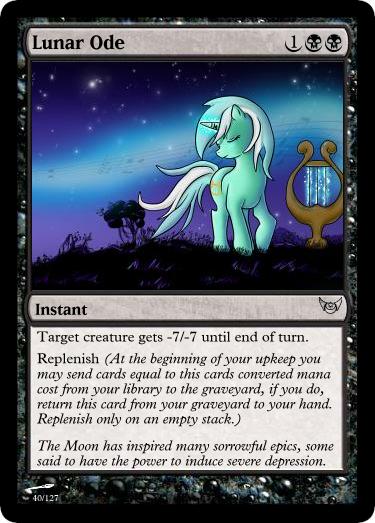 Lunar Ode 1
Instant
Target creature gets -7/-7 until end of turn.
Replenish (At the beginning of your upkeep you
may send cards equal to this cards converted mana
cost from your library to the graveyard, if you do,
return this card from your graveyard to your hand.
Replenish only on an empty stack.)
The Moon has inspired many sorrowful epics, some
said to have the power to induce severe depression.
40/127